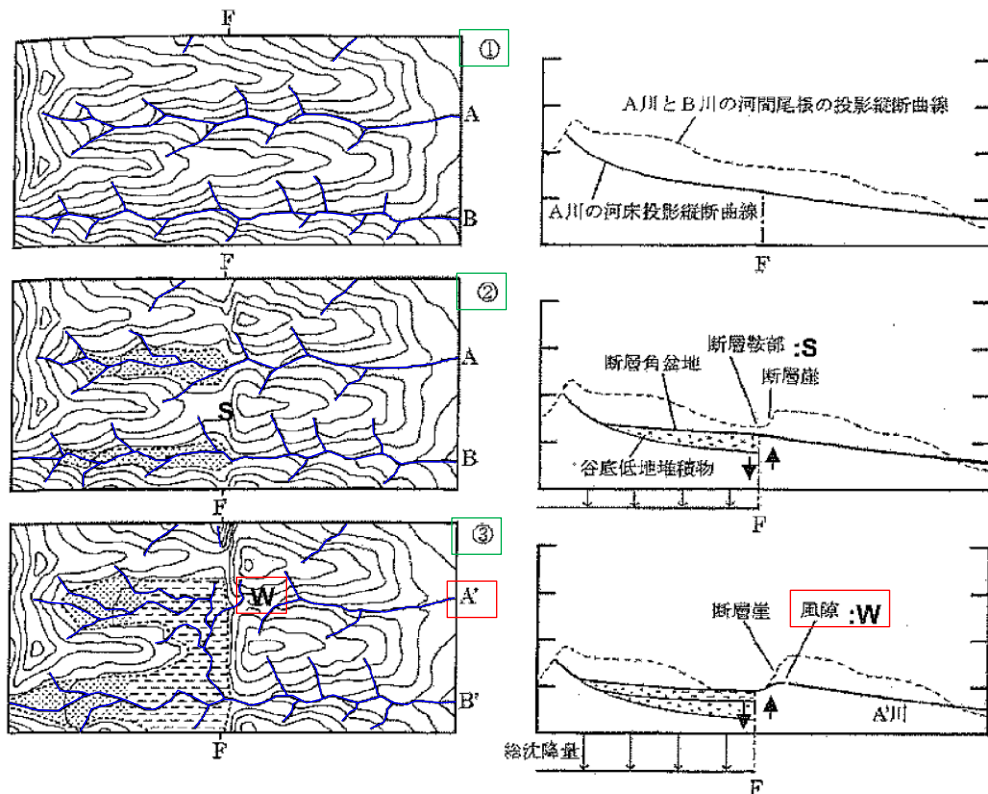 F
①
A
B
F
A川とB川の河間尾根の投影縦断曲線
A川の河床投影縦断曲線
F
②
A
S
B
F
断層鞍部 :S
断層角盆地
断層崖
谷底低地堆積物
F
③
W
A'
B'
F
断層崖
風隙 :W
A'川
総沈降量
F